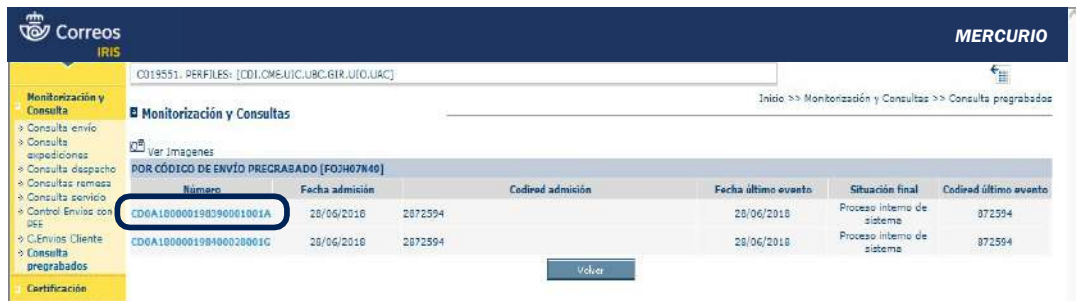 Correos
IRIS
MERCURIO
C019551. PERFILES: [CDI.CME.UIC.UBC.GIR.UIO.UAC]
Inicio >> Monitorización y Consultas >> Consulta pregrabados
Monitorización y
Consulta
Consulta envío
Consulta
expediciones
Consulta despacho
Consultas remesa
Consulta servicio
Control Envios con
PEE
C.Envios Cliente
Consulta
pregrabados
Certificación
Monitorización y Consultas
Ver Imagenes
POR CÓDIGO DE ENVÍO PREGRABADO [FOJH07N40]
Número Fecha admisión Codired admisión Fecha último evento Situación final Codired último evento
CD0A180000198390001001A 28/06/2018 2872594 28/06/2018 Proceso interno de sistema 872594
CD0A180000198400028001G 28/06/2018 2872594 28/06/2018 Proceso interno de sistema 872594
Volver